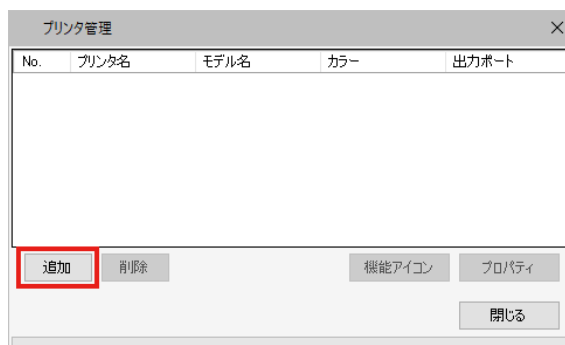 プリンタ管理
No. プリンタ名 モデル名 カラー 出力ポート
追加 削除 機能アイコン プロパティ
閉じる